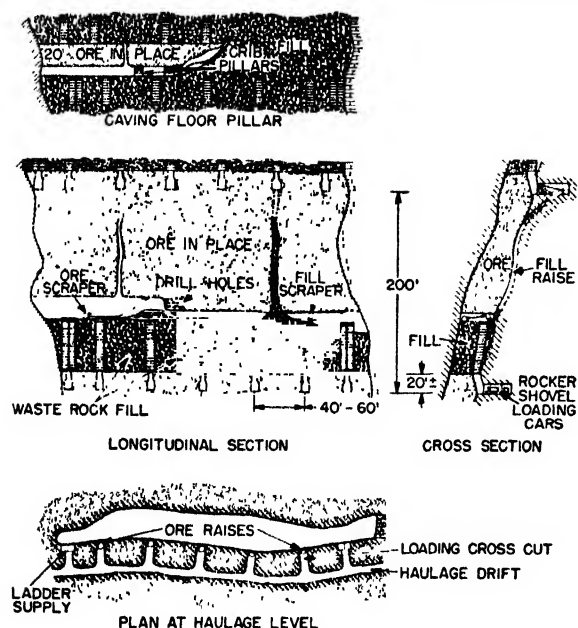 20' ORE IN PLACE
CRIBS
FILL
PILLARS
CAVING FLOOR PILLAR
ORE IN PLACE
ORE
SCRAPER
DRILL HOLES
FILL
SCRAPER
WASTE ROCK FILL
40'-60'
LONGITUDINAL SECTION
200'
ORE
FILL
RAISE
FILL
20'±
ROCKER
SHOVEL
LOADING
CARS
CROSS SECTION
ORE RAISES
LOADING CROSS CUT
HAULAGE DRIFT
LADDER
SUPPLY
PLAN AT HAULAGE LEVEL